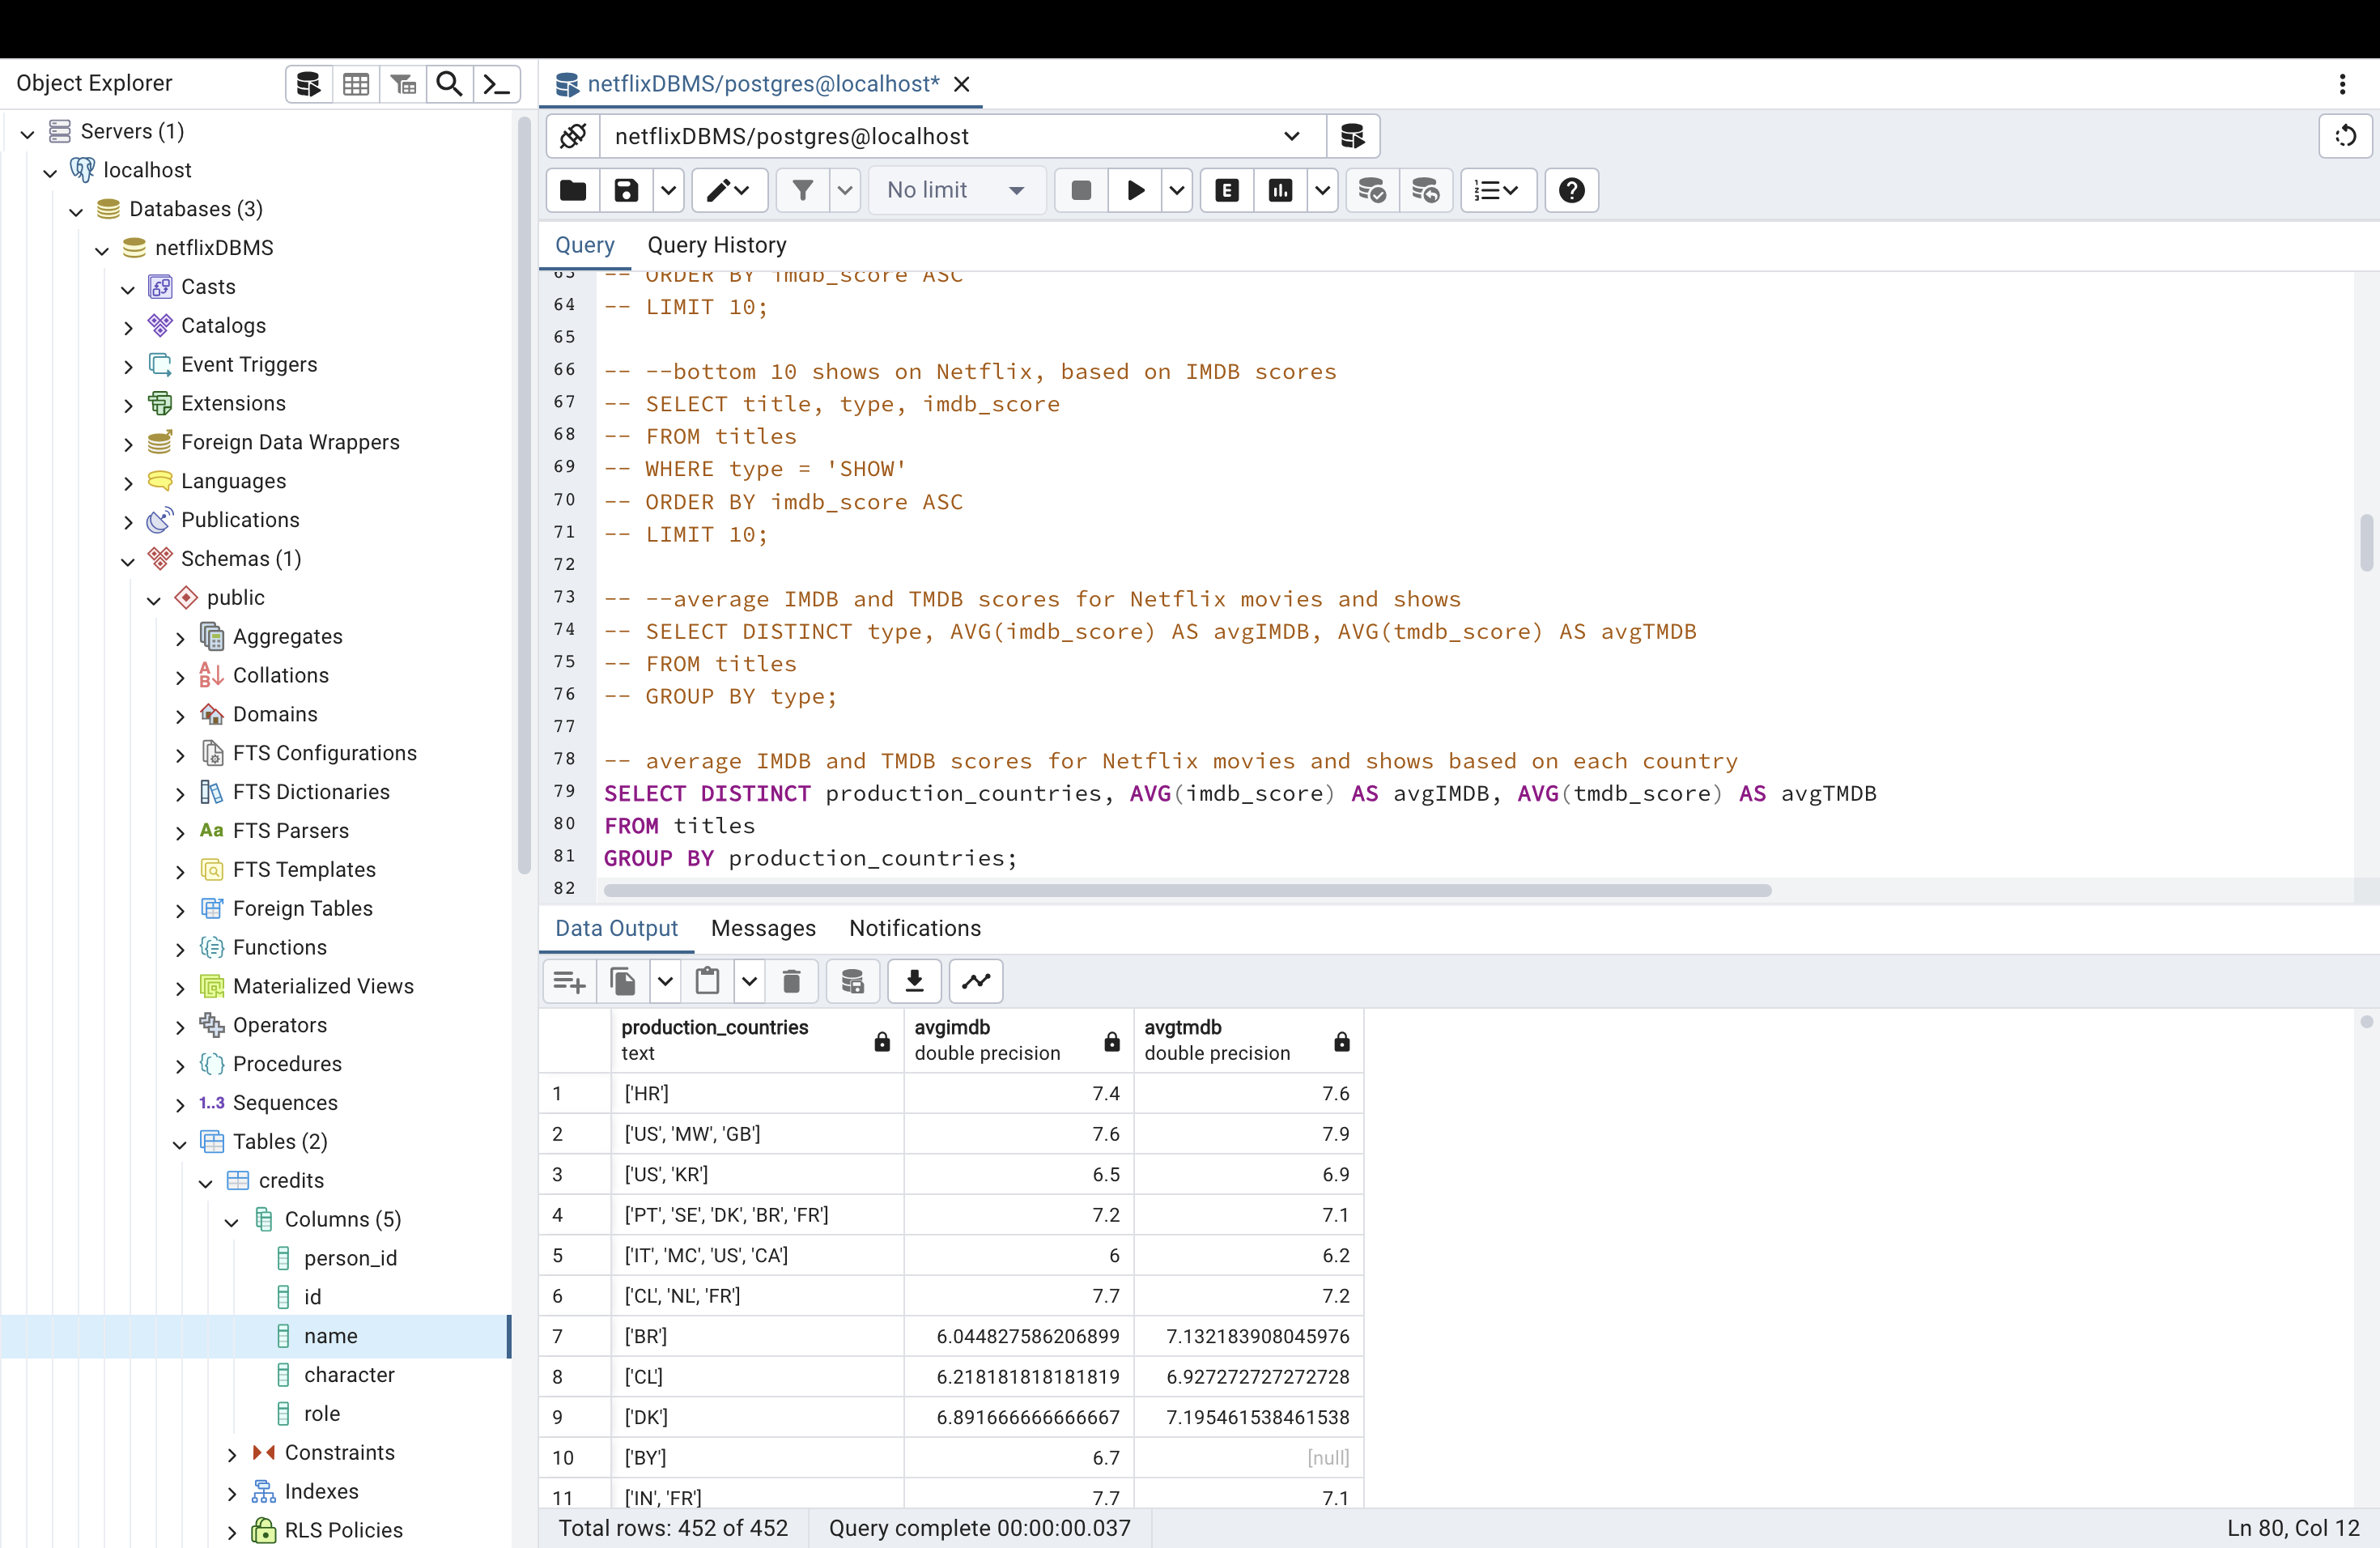 Object Explorer
netflixDBMS/postgres@localhost*
Servers (1)
localhost
Databases (3)
netflixDBMS
Casts
Catalogs
Event Triggers
Extensions
Foreign Data Wrappers
Languages
Publications
Schemas (1)
public
Aggregates
Collations
Domains
FTS Configurations
FTS Dictionaries
Aa FTS Parsers
FTS Templates
Foreign Tables
Functions
Materialized Views
Operators
Procedures
1..3 Sequences
Tables (2)
credits
Columns (5)
person_id
id
name
character
role
Constraints
Indexes
RLS Policies
netflixDBMS/postgres@localhost
No limit
E
Query Query History
63 -- ORDER BY imdb_score ASC
64 -- LIMIT 10;
65
66 -- --bottom 10 shows on Netflix, based on IMDB scores
67 -- SELECT title, type, imdb_score
68 -- FROM titles
69 -- WHERE type = 'SHOW'
70 -- ORDER BY imdb_score ASC
71 -- LIMIT 10;
72
73 -- --average IMDB and TMDB scores for Netflix movies and shows
74 -- SELECT DISTINCT type, AVG(imdb_score) AS avgIMDB, AVG(tmdb_score) AS avgTMDB
75 -- FROM titles
76 -- GROUP BY type;
77
78 -- average IMDB and TMDB scores for Netflix movies and shows based on each country
79 SELECT DISTINCT production_countries, AVG(imdb_score) AS avgIMDB, AVG(tmdb_score) AS avgTMDB
80 FROM titles
81 GROUP BY production_countries;
82
Data Output Messages Notifications
production_countries avgimdb avgtmdb
text double precision double precision
1 ['HR'] 7.4 7.6
2 ['US', 'MW', 'GB'] 7.6 7.9
3 ['US', 'KR'] 6.5 6.9
4 ['PT', 'SE', 'DK', 'BR', 'FR'] 7.2 7.1
5 ['IT', 'MC', 'US', 'CA'] 6 6.2
6 ['CL', 'NL', 'FR'] 7.7 7.2
7 ['BR'] 6.044827586206899 7.132183908045976
8 ['CL'] 6.218181818181819 6.927272727272728
9 ['DK'] 6.891666666666667 7.195461538461538
10 ['BY'] 6.7 [null]
11 ['IN', 'FR'] 7.7 7.1
Total rows: 452 of 452 Query complete 00:00:00.037 Ln 80, Col 12